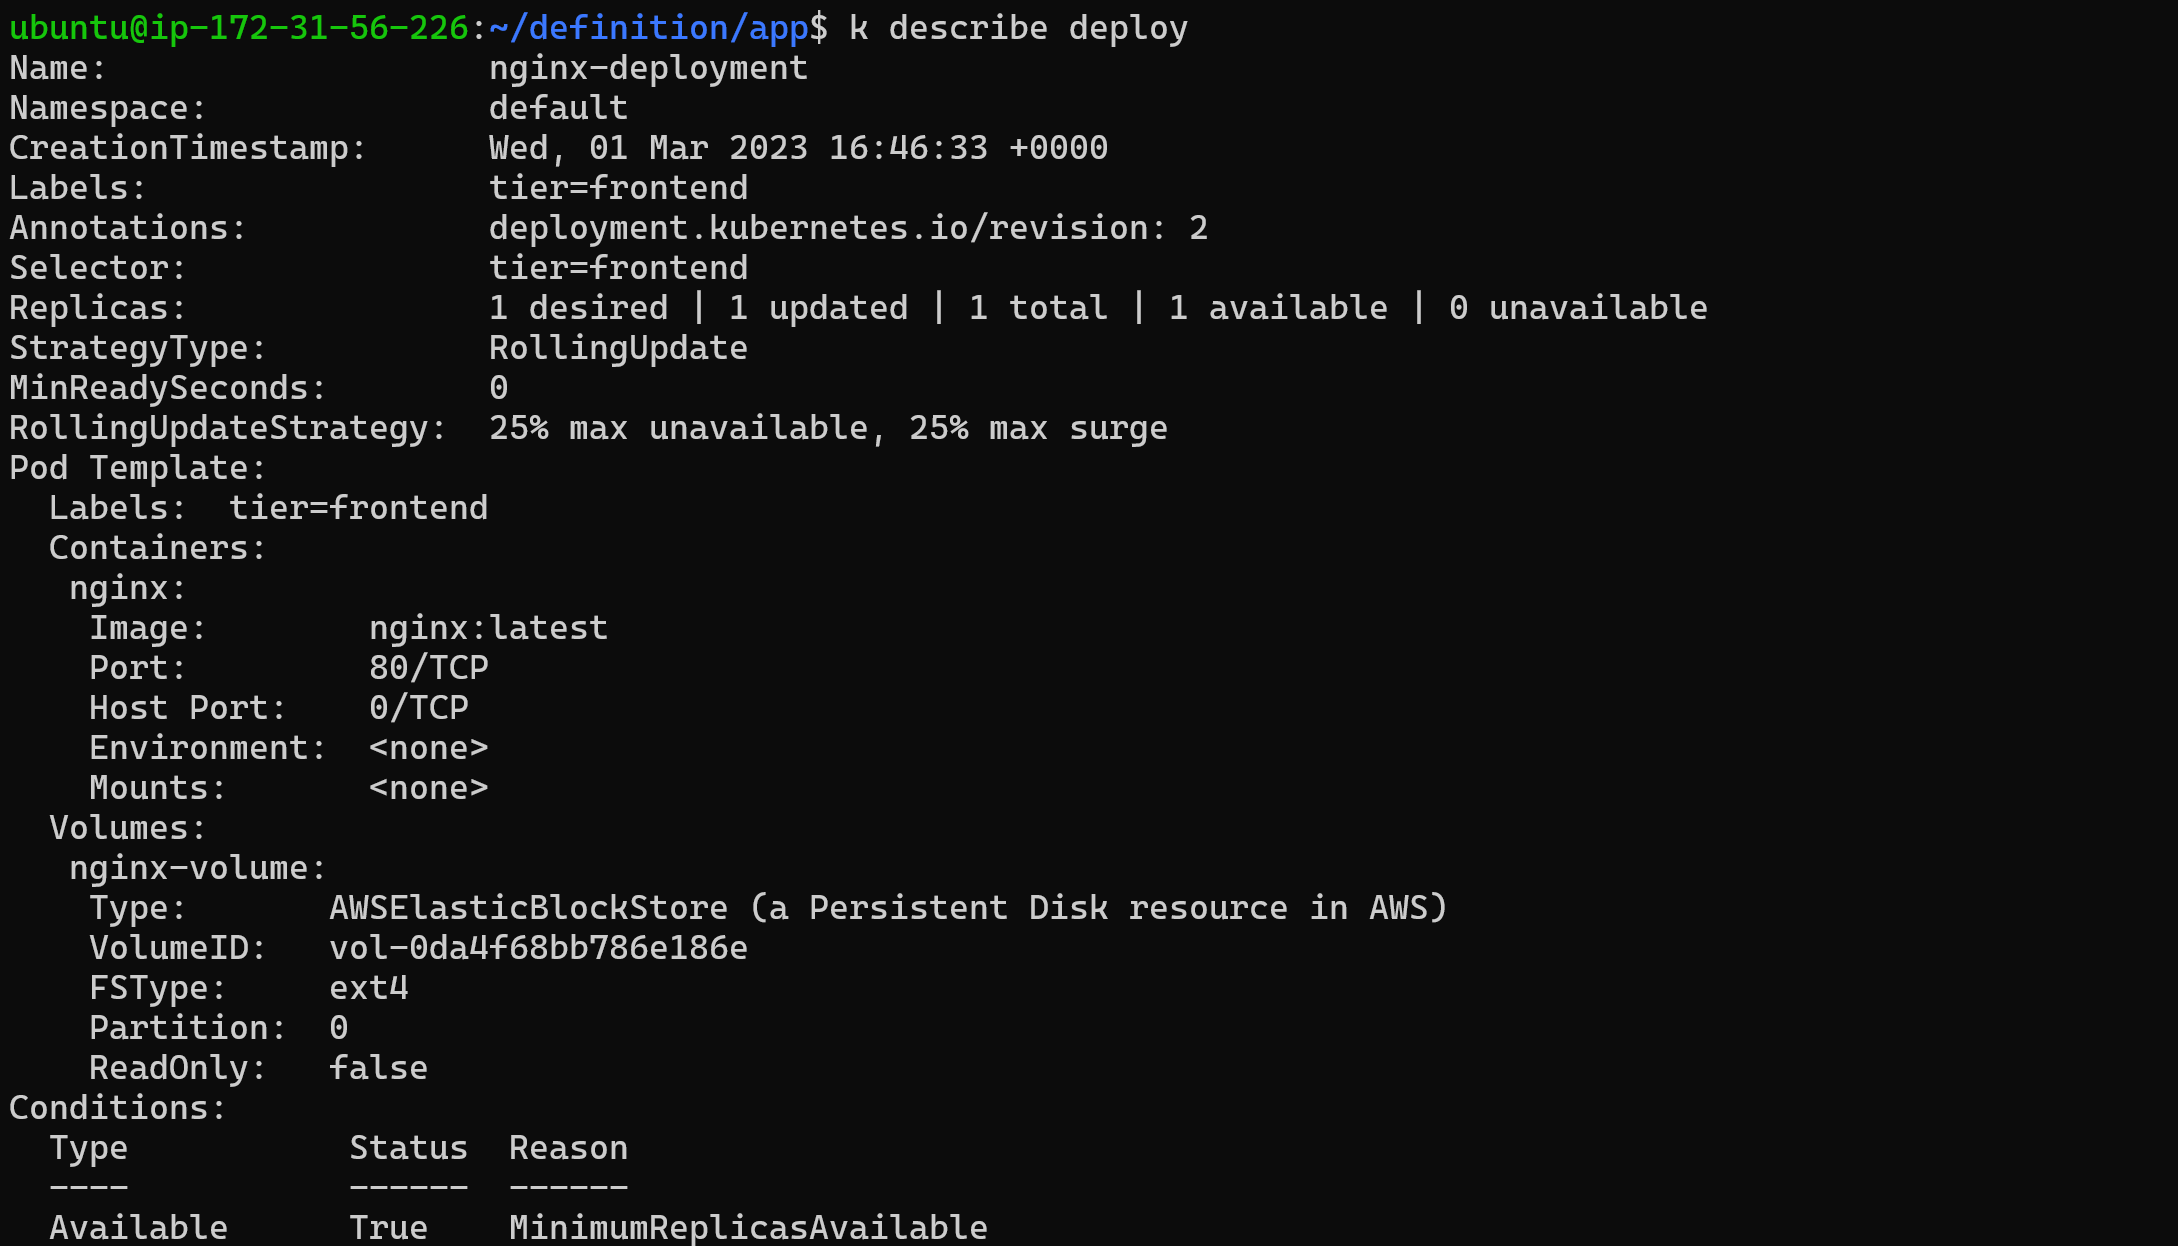 ubuntu@ip-172-31-56-226:~/definition/app$ k describe deploy
Name:                   nginx-deployment
Namespace:              default
CreationTimestamp:      Wed, 01 Mar 2023 16:46:33 +0000
Labels:                 tier=frontend
Annotations:            deployment.kubernetes.io/revision: 2
Selector:               tier=frontend
Replicas:               1 desired | 1 updated | 1 total | 1 available | 0 unavailable
StrategyType:           RollingUpdate
MinReadySeconds:        0
RollingUpdateStrategy:  25% max unavailable, 25% max surge
Pod Template:
  Labels:  tier=frontend
  Containers:
   nginx:
    Image:        nginx:latest
    Port:         80/TCP
    Host Port:    0/TCP
    Environment:  <none>
    Mounts:       <none>
  Volumes:
   nginx-volume:
    Type:       AWSElasticBlockStore (a Persistent Disk resource in AWS)
    VolumeID:   vol-0da4f68bb786e186e
    FSType:     ext4
    Partition:  0
    ReadOnly:   false
Conditions:
  Type           Status  Reason
  ----           ------  ------
  Available      True    MinimumReplicasAvailable